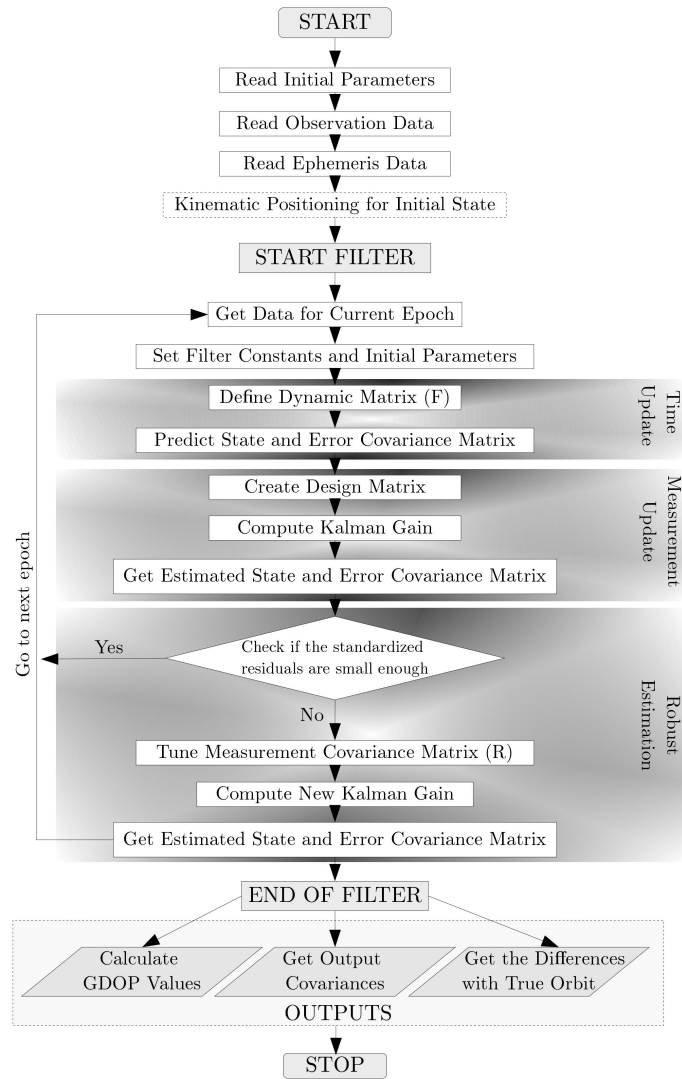 START
Read Initial Parameters
Read Observation Data
Read Ephemeris Data
Kinematic Positioning for Initial State
START FILTER
Get Data for Current Epoch
Set Filter Constants and Initial Parameters
Define Dynamic Matrix (F)
Predict State and Error Covariance Matrix
Time
Update
Create Design Matrix
Compute Kalman Gain
Get Estimated State and Error Covariance Matrix
Measurement
Update
Go to next epoch
Check if the standardized
residuals are small enough
Yes
No
Tune Measurement Covariance Matrix (R)
Compute New Kalman Gain
Get Estimated State and Error Covariance Matrix
Robust
Estimation
END OF FILTER
Calculate
GDOP Values
Get Output
Covariances
Get the Differences
with True Orbit
OUTPUTS
STOP